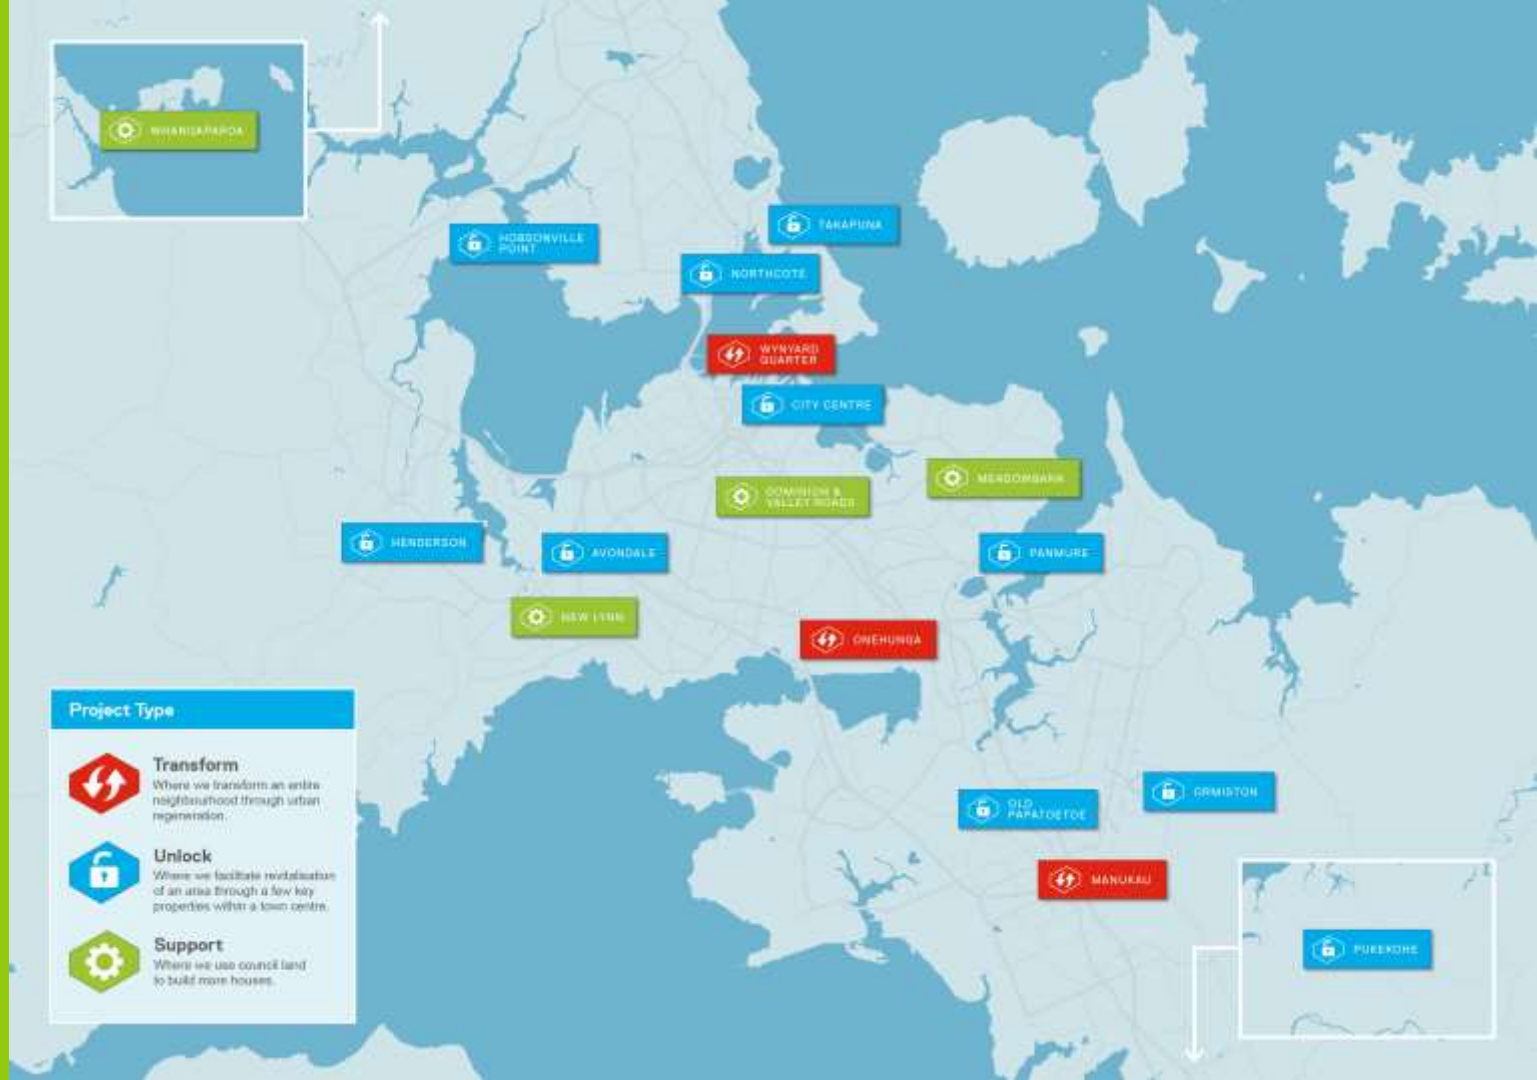 WHANGAPAROA
TAKAPUNA
HOBSONVILLE
POINT
NORTHCOTE
WYNYARD
QUARTER
CITY CENTRE
MEADOWBANK
DOMINION &
VALLEY ROADS
HENDERSON
AVONDALE
PANMURE
NEW LYNN
ONEHUNGA
Project Type
Transform
Where we transform an entire
neighbourhood through urban
regeneration.
Unlock
Where we facilitate revitalisation
of an area through a few key
properties within a town centre.
Support
Where we use council land
to build more houses.
ORMISTON
OLD
PAPATOETOE
MANUKAU
PUKEKOHE